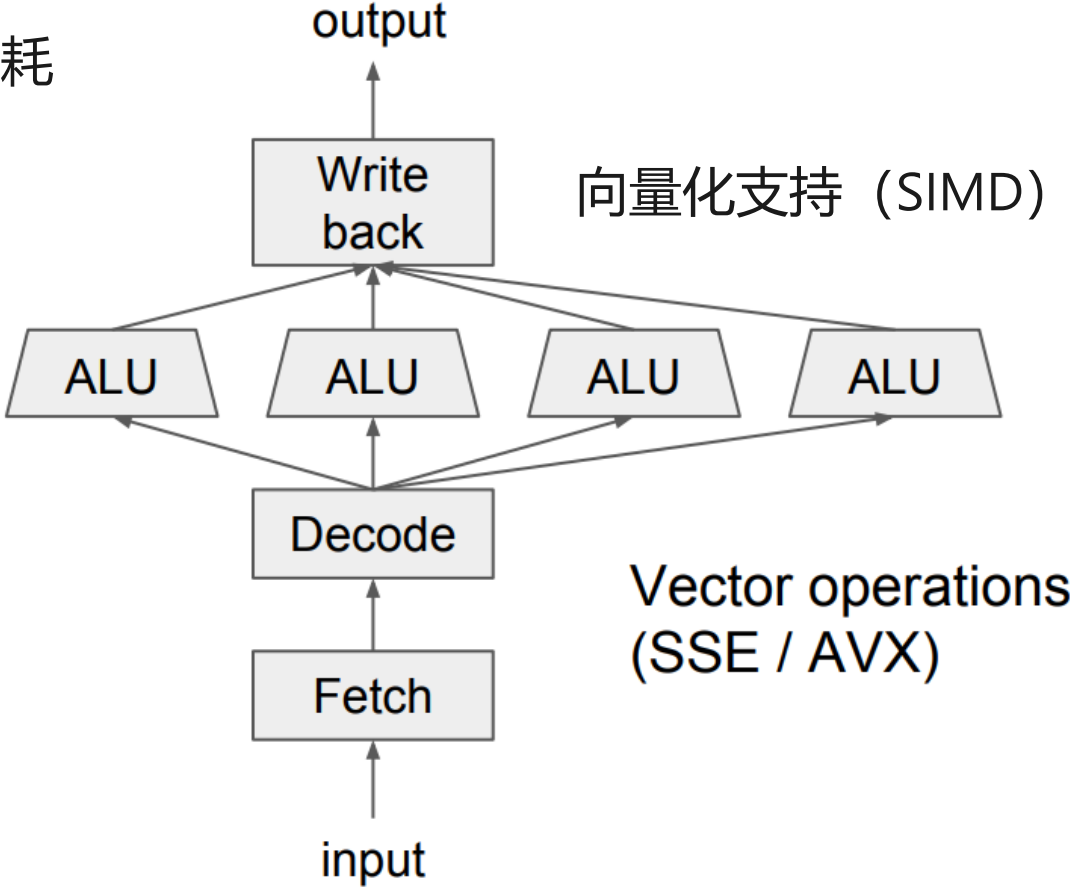 output
耗
Write
back
向量化支持（SIMD）
ALU
ALU
ALU
ALU
Decode
Vector operations
(SSE / AVX)
Fetch
input